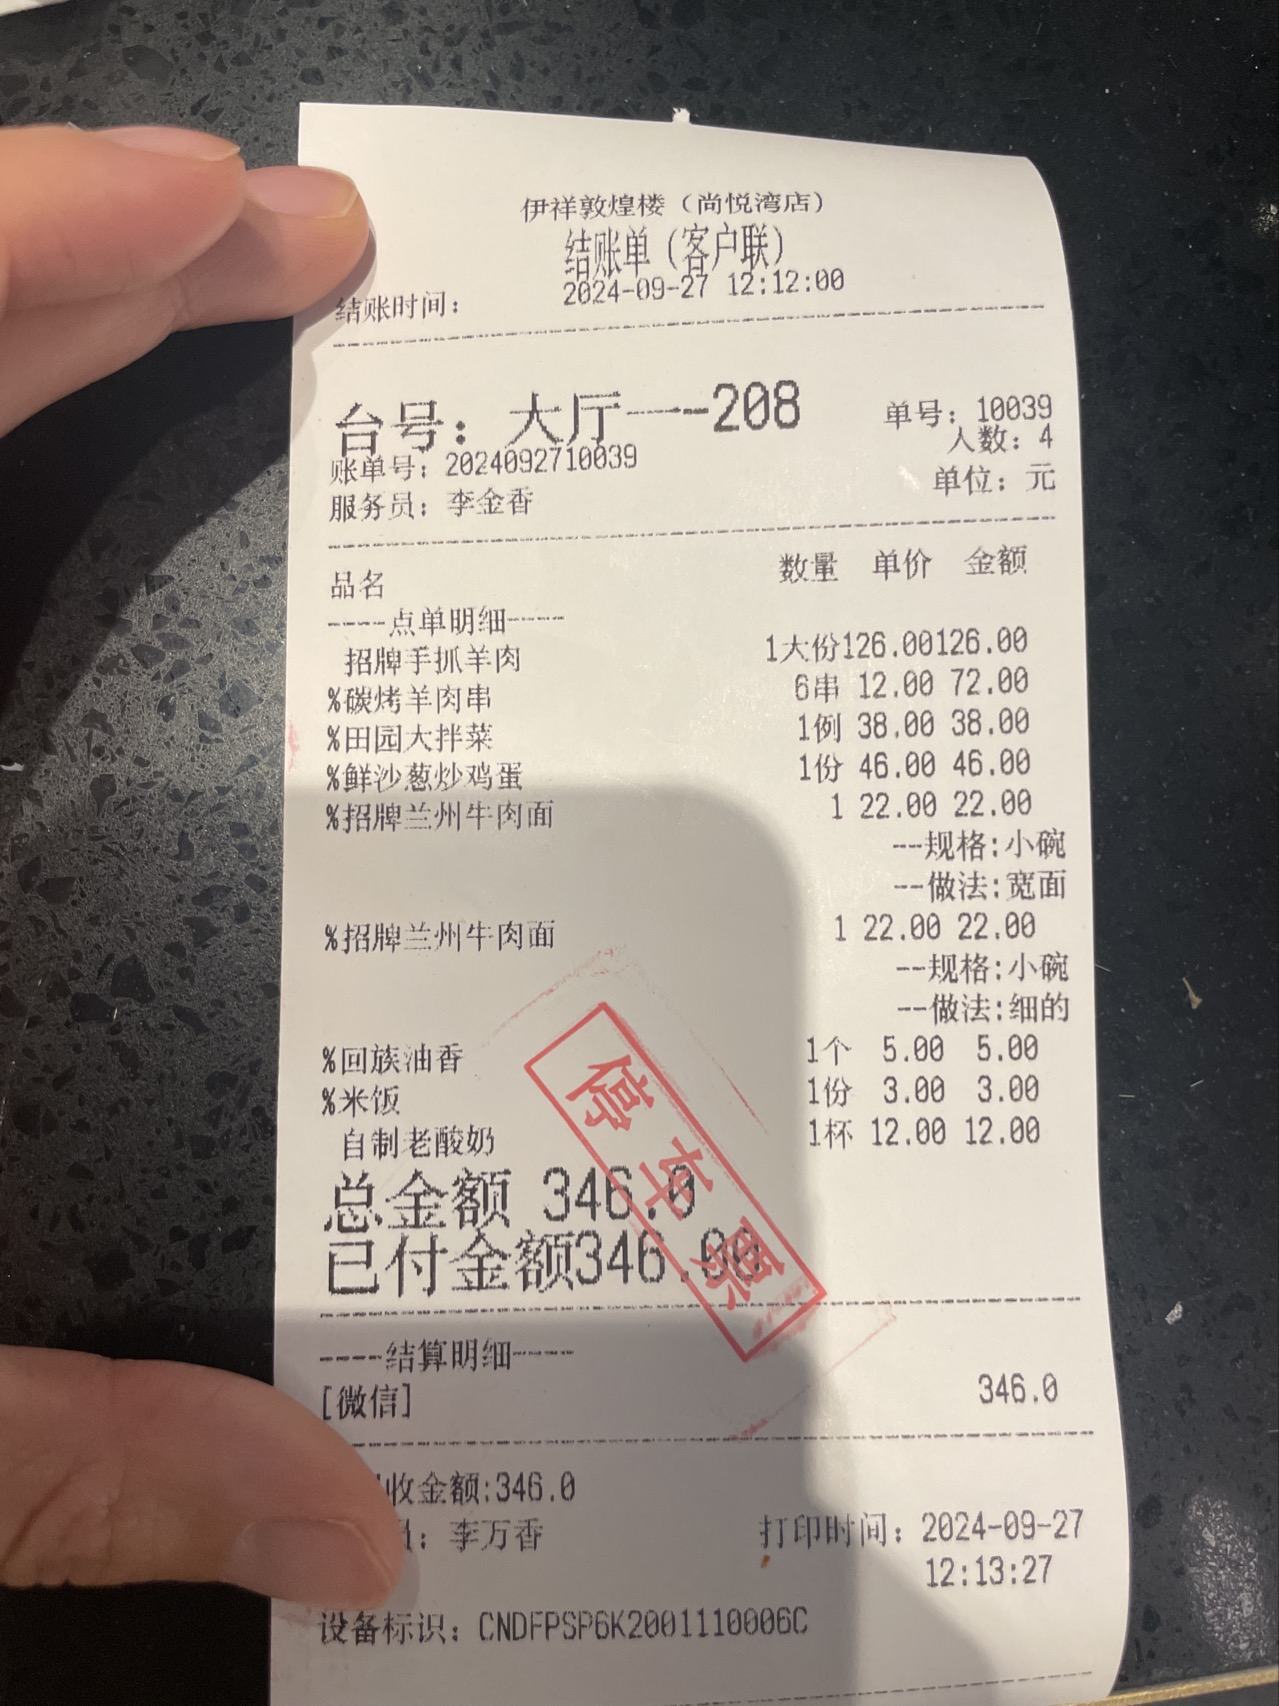 伊祥敦煌楼（尚悦湾店）
结账单（客户联）
结账时间： 2024-09-27 12:12:00
台号：大厅---208 单号：10039
人数：4
账单号：2024092710039
服务员：李金香 单位：元
品名 数量 单价 金额
----点单明细----
招牌手抓羊肉 1大份126.00126.00
%碳烤羊肉串 6串 12.00 72.00
%田园大拌菜 1例 38.00 38.00
%鲜沙葱炒鸡蛋 1份 46.00 46.00
%招牌兰州牛肉面 1 22.00 22.00
--规格:小碗
--做法:宽面
%招牌兰州牛肉面 1 22.00 22.00
--规格:小碗
--做法:细的
%回族油香 1个 5.00 5.00
%米饭 1份 3.00 3.00
自制老酸奶 1杯 12.00 12.00
总金额 346.0
已付金额346.00
停车票
----结算明细----
[微信] 346.0
收金额:346.0
员：李万香 打印时间：2024-09-27
12:13:27
设备标识：CNDFPSP6K2001110006C